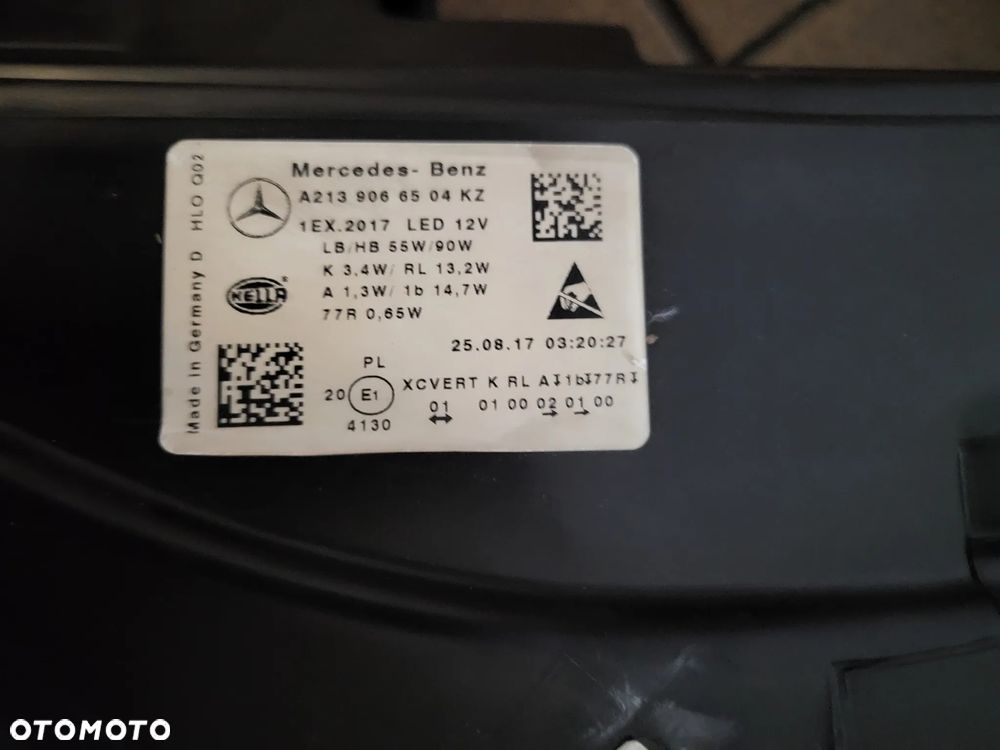 Mercedes- Benz
A213 906 65 04 KZ
1EX.2017 LED 12V
LB/HB 55W/90W
K 3,4W/ RL 13,2W
A 1,3W/ 1b 14,7W
77R 0,65W
HELLA
Made in Germany D HLO Q02
25.08.17 03:20:27
PL
20 E1 XCVERT K RL A↧1b↧77R↧
4130 01 01 00 02 01 00
OTOMOTO